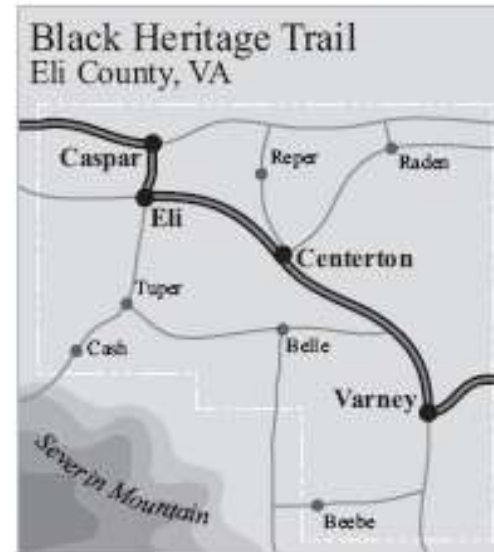 Black Heritage Trail
Eli County, VA
Caspar
Reper
Raden
Eli
Centerton
Tuper
Belle
Cash
Varney
Severin Mountain
Beebe